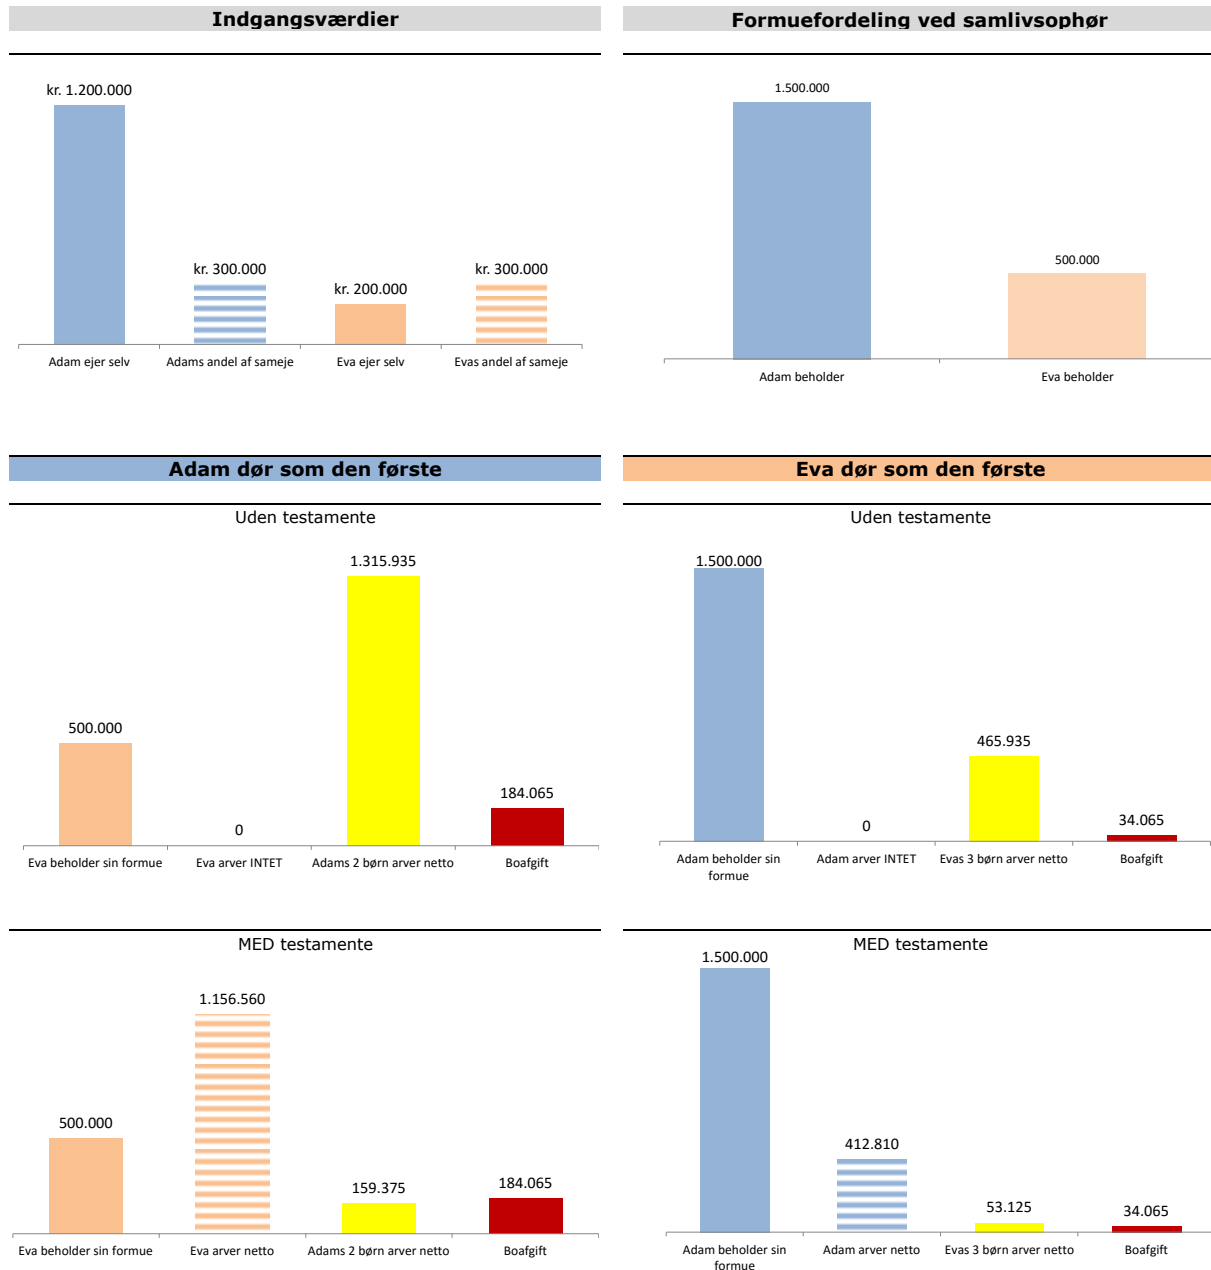 Indgangsværdier
kr. 1.200.000
kr. 300.000
kr. 200.000
kr. 300.000
Adam ejer selv
Adams andel af sameje
Eva ejer selv
Evas andel af sameje
Formuefordeling ved samlivsophør
1.500.000
500.000
Adam beholder
Eva beholder
Adam dør som den første
Uden testamente
500.000
0
1.315.935
184.065
Eva beholder sin formue
Eva arver INTET
Adams 2 børn arver netto
Boafgift
Eva dør som den første
Uden testamente
1.500.000
0
465.935
34.065
Adam beholder sin
formue
Adam arver INTET
Evas 3 børn arver netto
Boafgift
MED testamente
500.000
1.156.560
159.375
184.065
Eva beholder sin formue
Eva arver netto
Adams 2 børn arver netto
Boafgift
MED testamente
1.500.000
412.810
53.125
34.065
Adam beholder sin
formue
Adam arver netto
Evas 3 børn arver netto
Boafgift